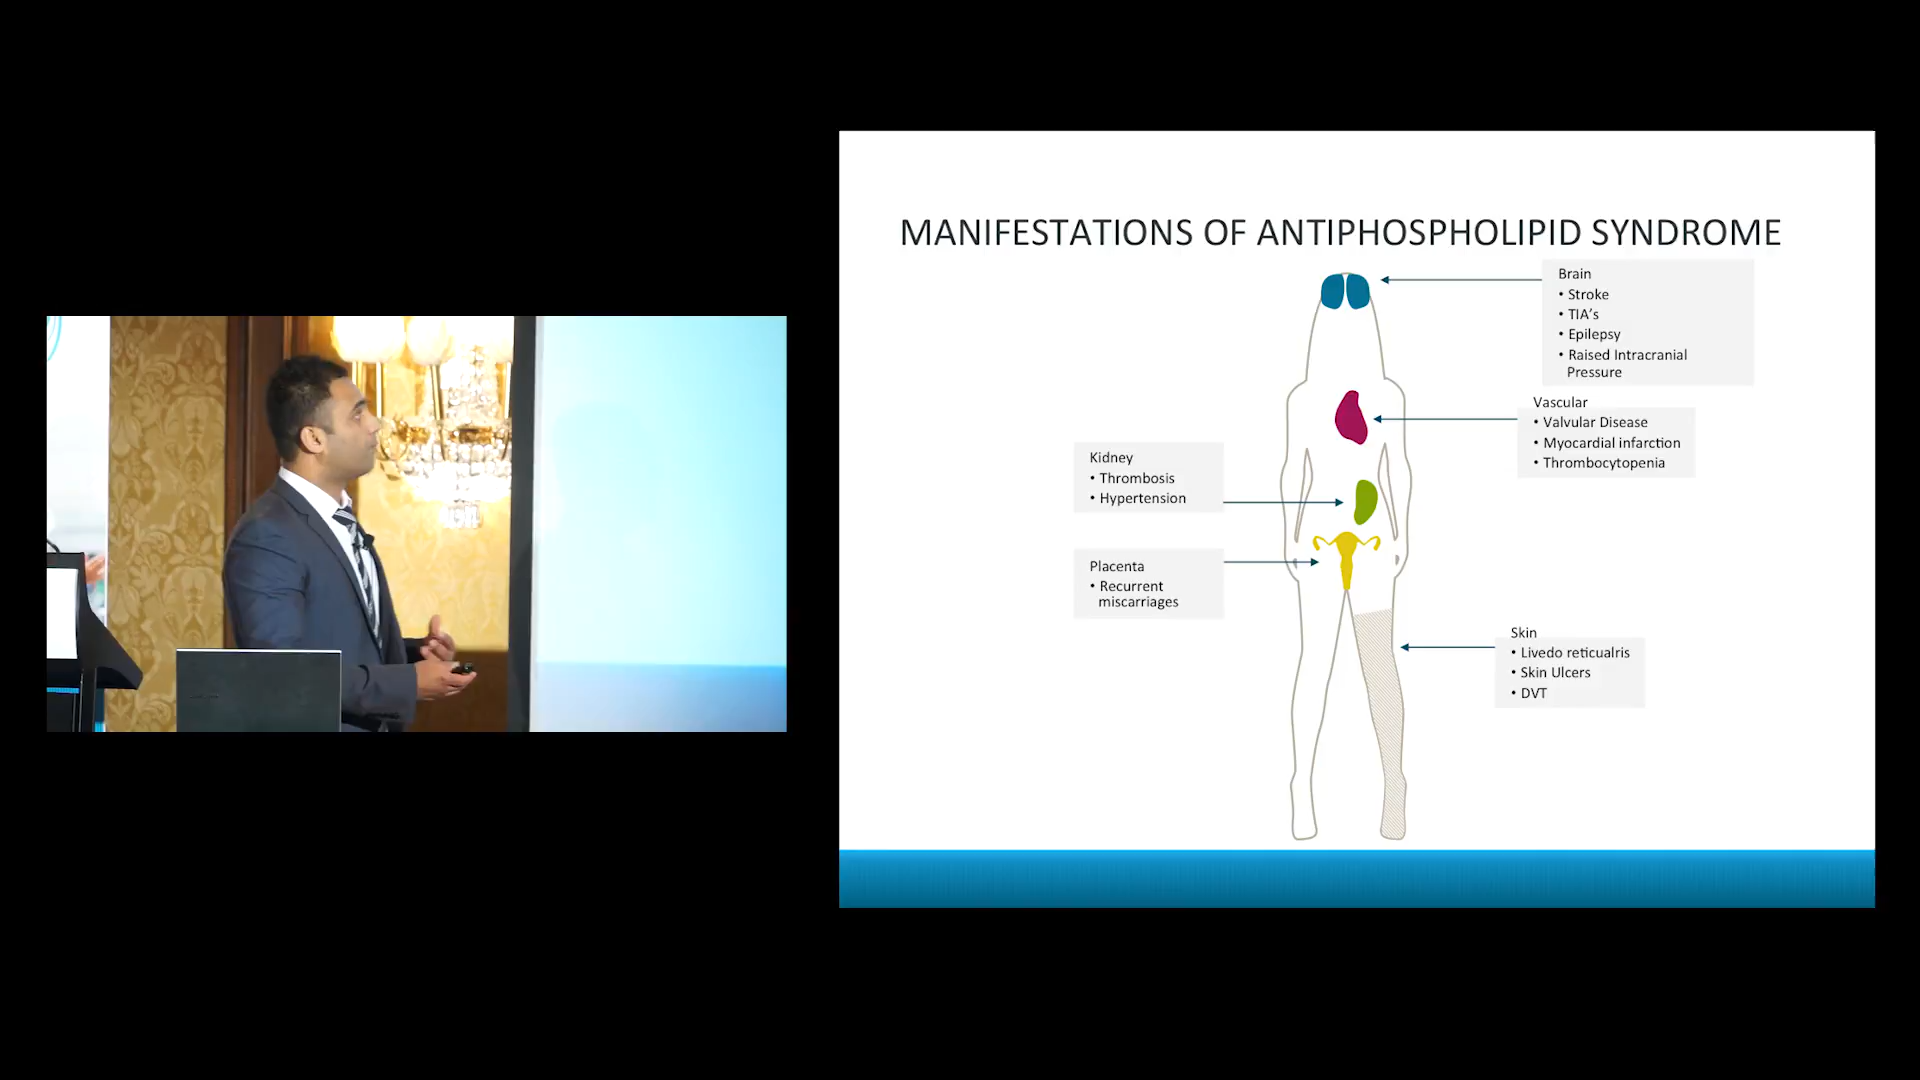 MANIFESTATIONS OF ANTIPHOSPHOLIPID SYNDROME
Brain
• Stroke
• TIA's
• Epilepsy
• Raised Intracranial
Pressure
Vascular
• Valvular Disease
• Myocardial infarction
• Thrombocytopenia
Kidney
• Thrombosis
• Hypertension
Placenta
• Recurrent
miscarriages
Skin
• Livedo reticualris
• Skin Ulcers
• DVT